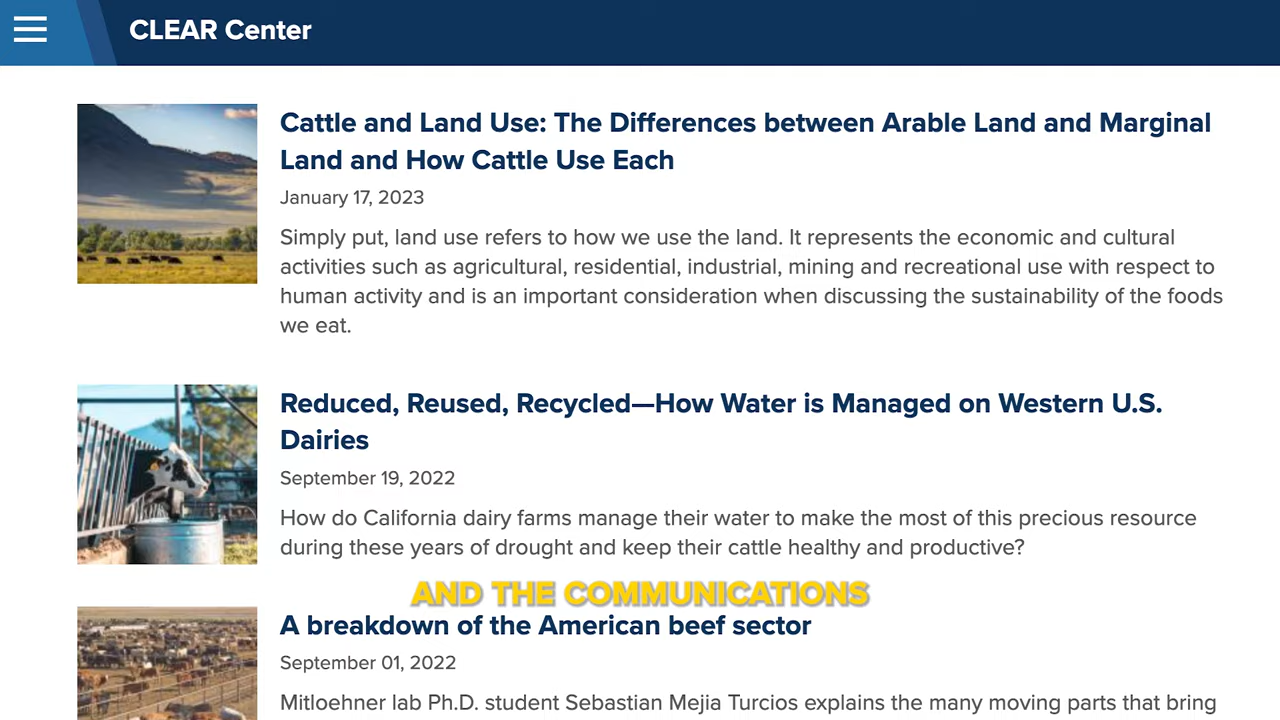 CLEAR Center
Cattle and Land Use: The Differences between Arable Land and Marginal
Land and How Cattle Use Each
January 17, 2023
Simply put, land use refers to how we use the land. It represents the economic and cultural
activities such as agricultural, residential, industrial, mining and recreational use with respect to
human activity and is an important consideration when discussing the sustainability of the foods
we eat.
Reduced, Reused, Recycled—How Water is Managed on Western U.S.
Dairies
September 19, 2022
How do California dairy farms manage their water to make the most of this precious resource
during these years of drought and keep their cattle healthy and productive?
AND THE COMMUNICATIONS
A breakdown of the American beef sector
September 01, 2022
Mitloehner lab Ph.D. student Sebastian Mejia Turcios explains the many moving parts that bring